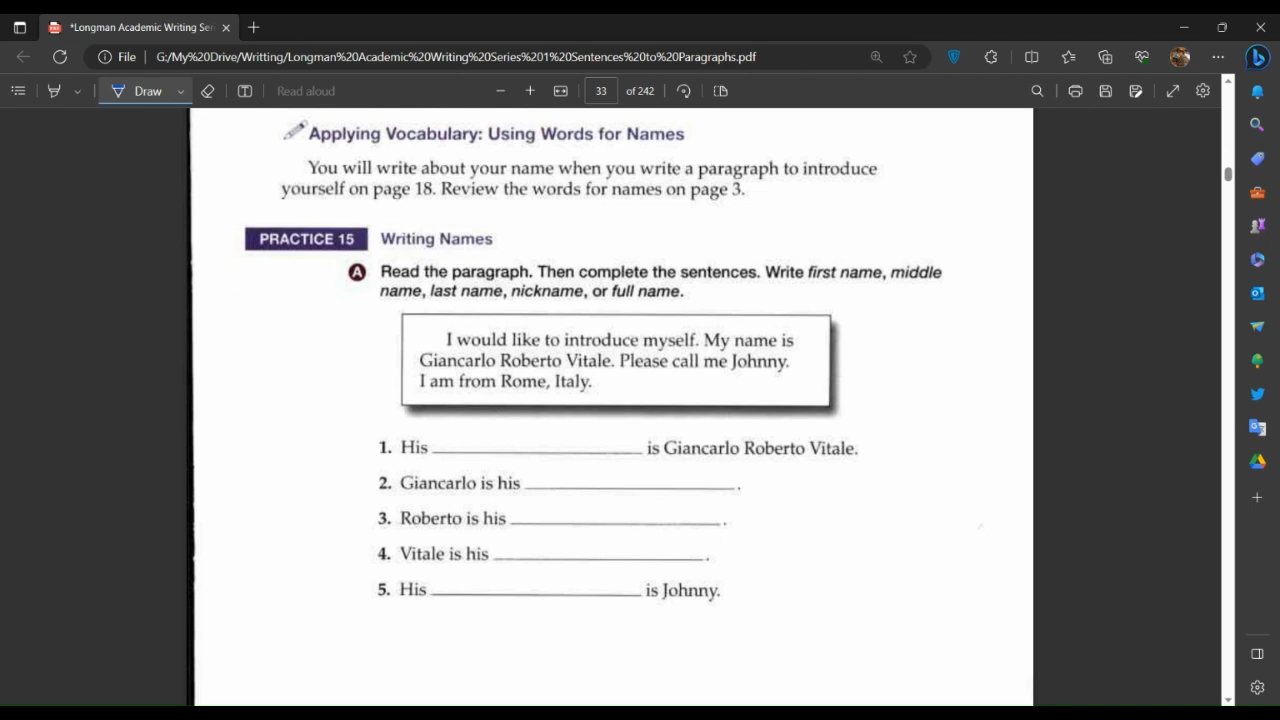 *Longman Academic Writing Ser
File
G:/My%20Drive/Writting/Longman%20Academic%20Writing%20Series%201%20Sentences%20to%20Paragraphs.pdf
Draw
Read aloud
33 of 242
Applying Vocabulary: Using Words for Names
You will write about your name when you write a paragraph to introduce
yourself on page 18. Review the words for names on page 3.
PRACTICE 15 Writing Names
A Read the paragraph. Then complete the sentences. Write first name, middle
name, last name, nickname, or full name.
I would like to introduce myself. My name is
Giancarlo Roberto Vitale. Please call me Johnny.
I am from Rome, Italy.
1. His ____________________ is Giancarlo Roberto Vitale.
2. Giancarlo is his ____________________.
3. Roberto is his ____________________.
4. Vitale is his ____________________.
5. His ____________________ is Johnny.